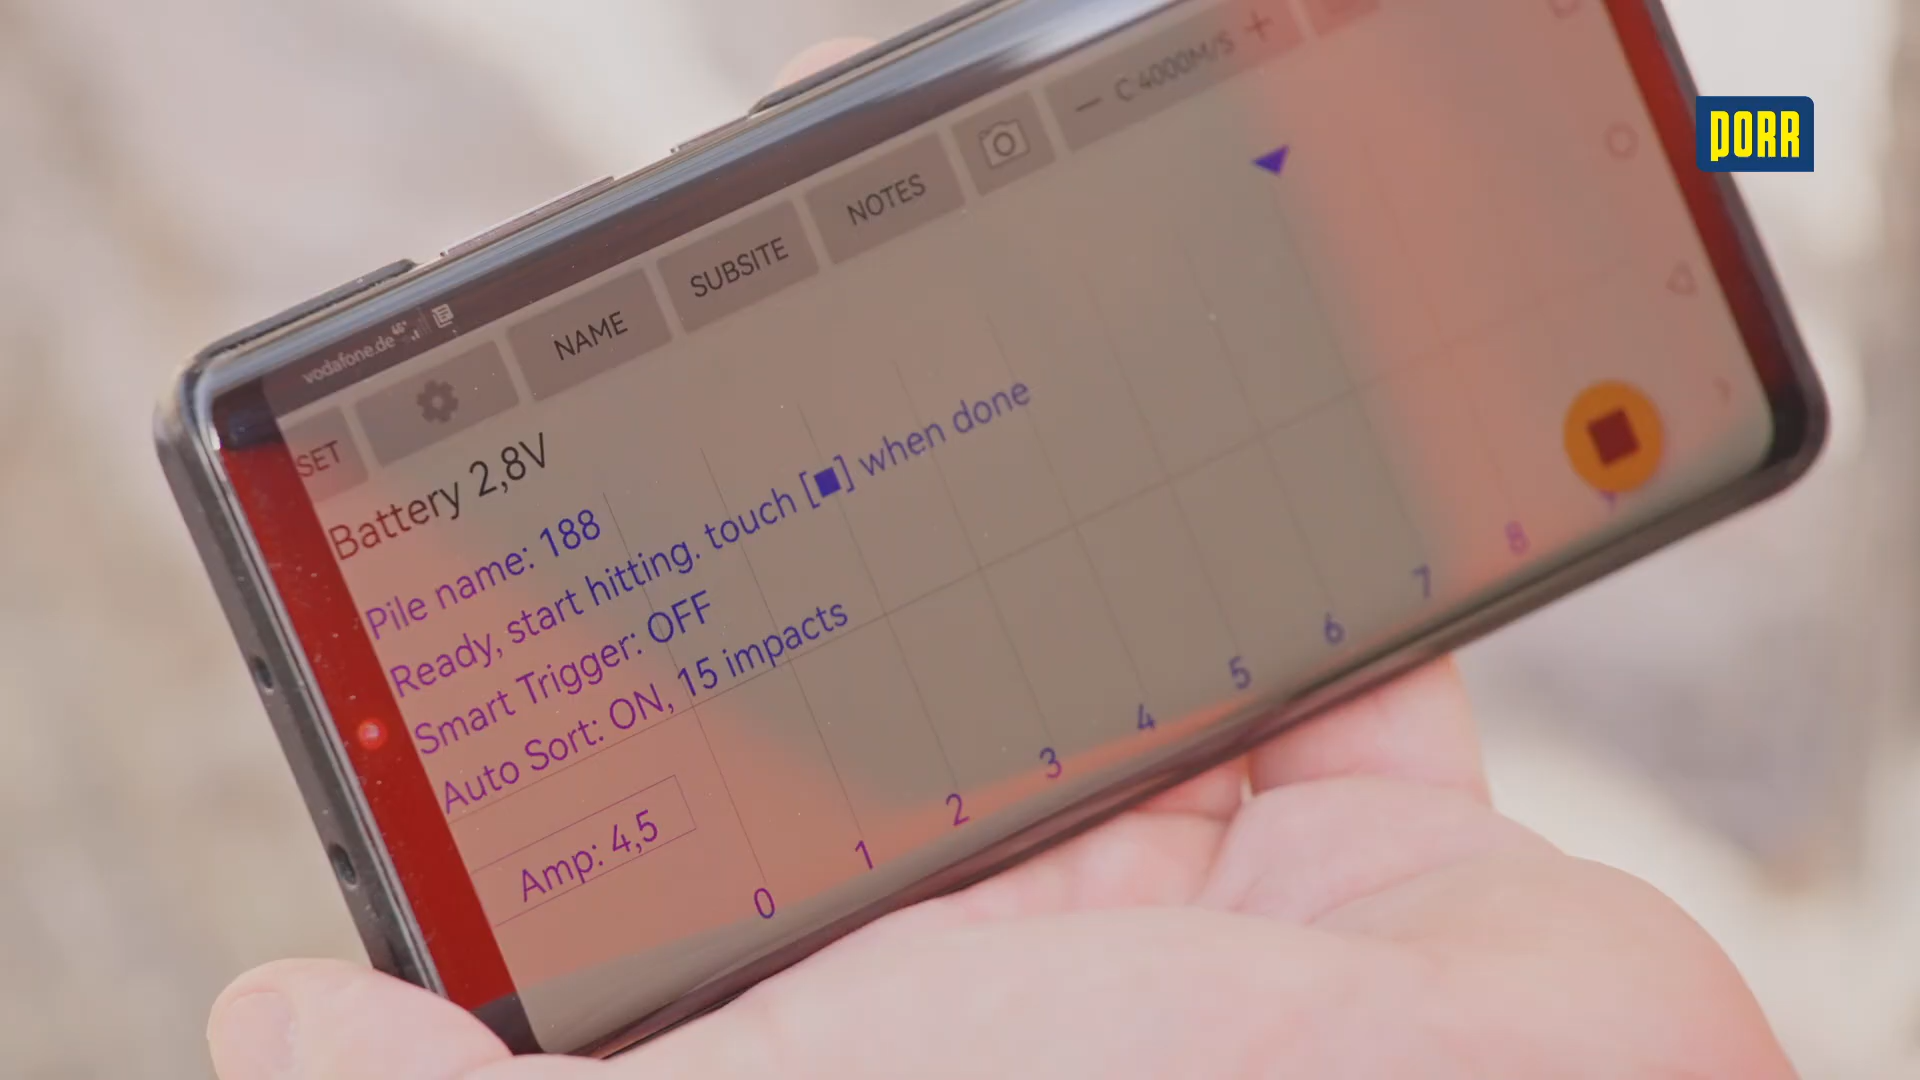 PORR
vodafone.de 4G
SET NAME SUBSITE NOTES — C 4000M/S +
Battery 2,8V
Pile name: 188
Ready, start hitting. touch [■] when done
Smart Trigger: OFF
Auto Sort: ON, 15 impacts
Amp: 4,5
0 1 2 3 4 5 6 7 8